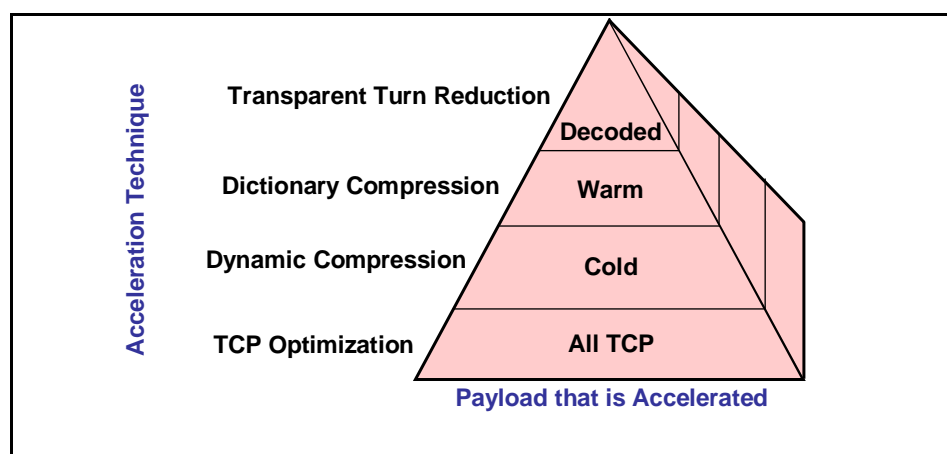 Acceleration Technique
Transparent Turn Reduction
Decoded
Dictionary Compression
Warm
Dynamic Compression
Cold
TCP Optimization
All TCP
Payload that is Accelerated